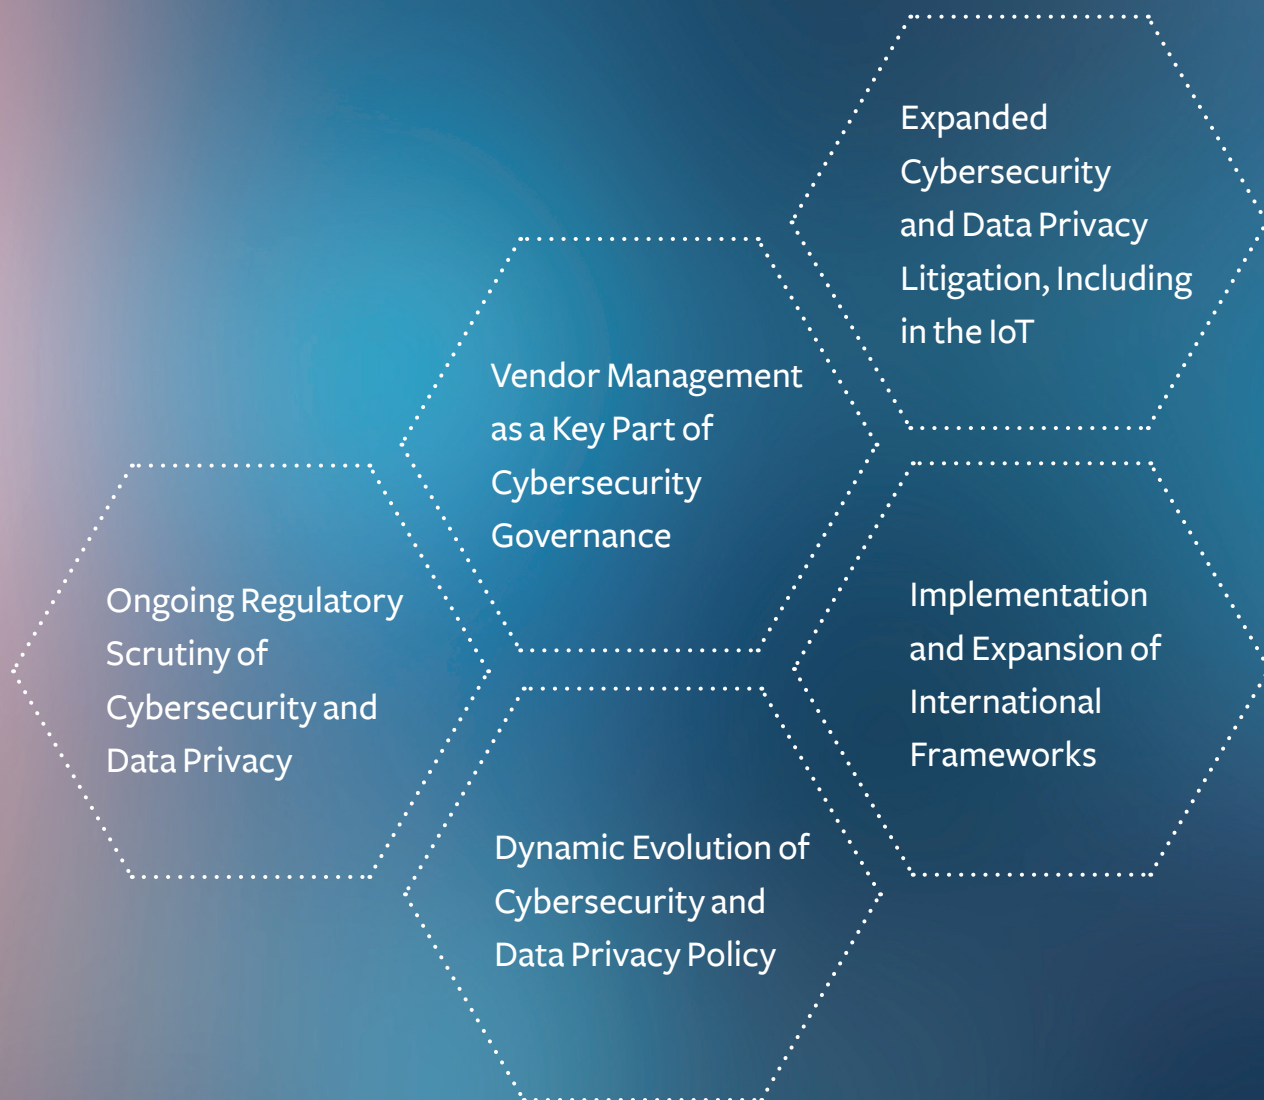 Expanded
Cybersecurity
and Data Privacy
Litigation, Including
in the IoT
Vendor Management
as a Key Part of
Cybersecurity
Governance
Ongoing Regulatory
Scrutiny of
Cybersecurity and
Data Privacy
Implementation
and Expansion of
International
Frameworks
Dynamic Evolution of
Cybersecurity and
Data Privacy Policy